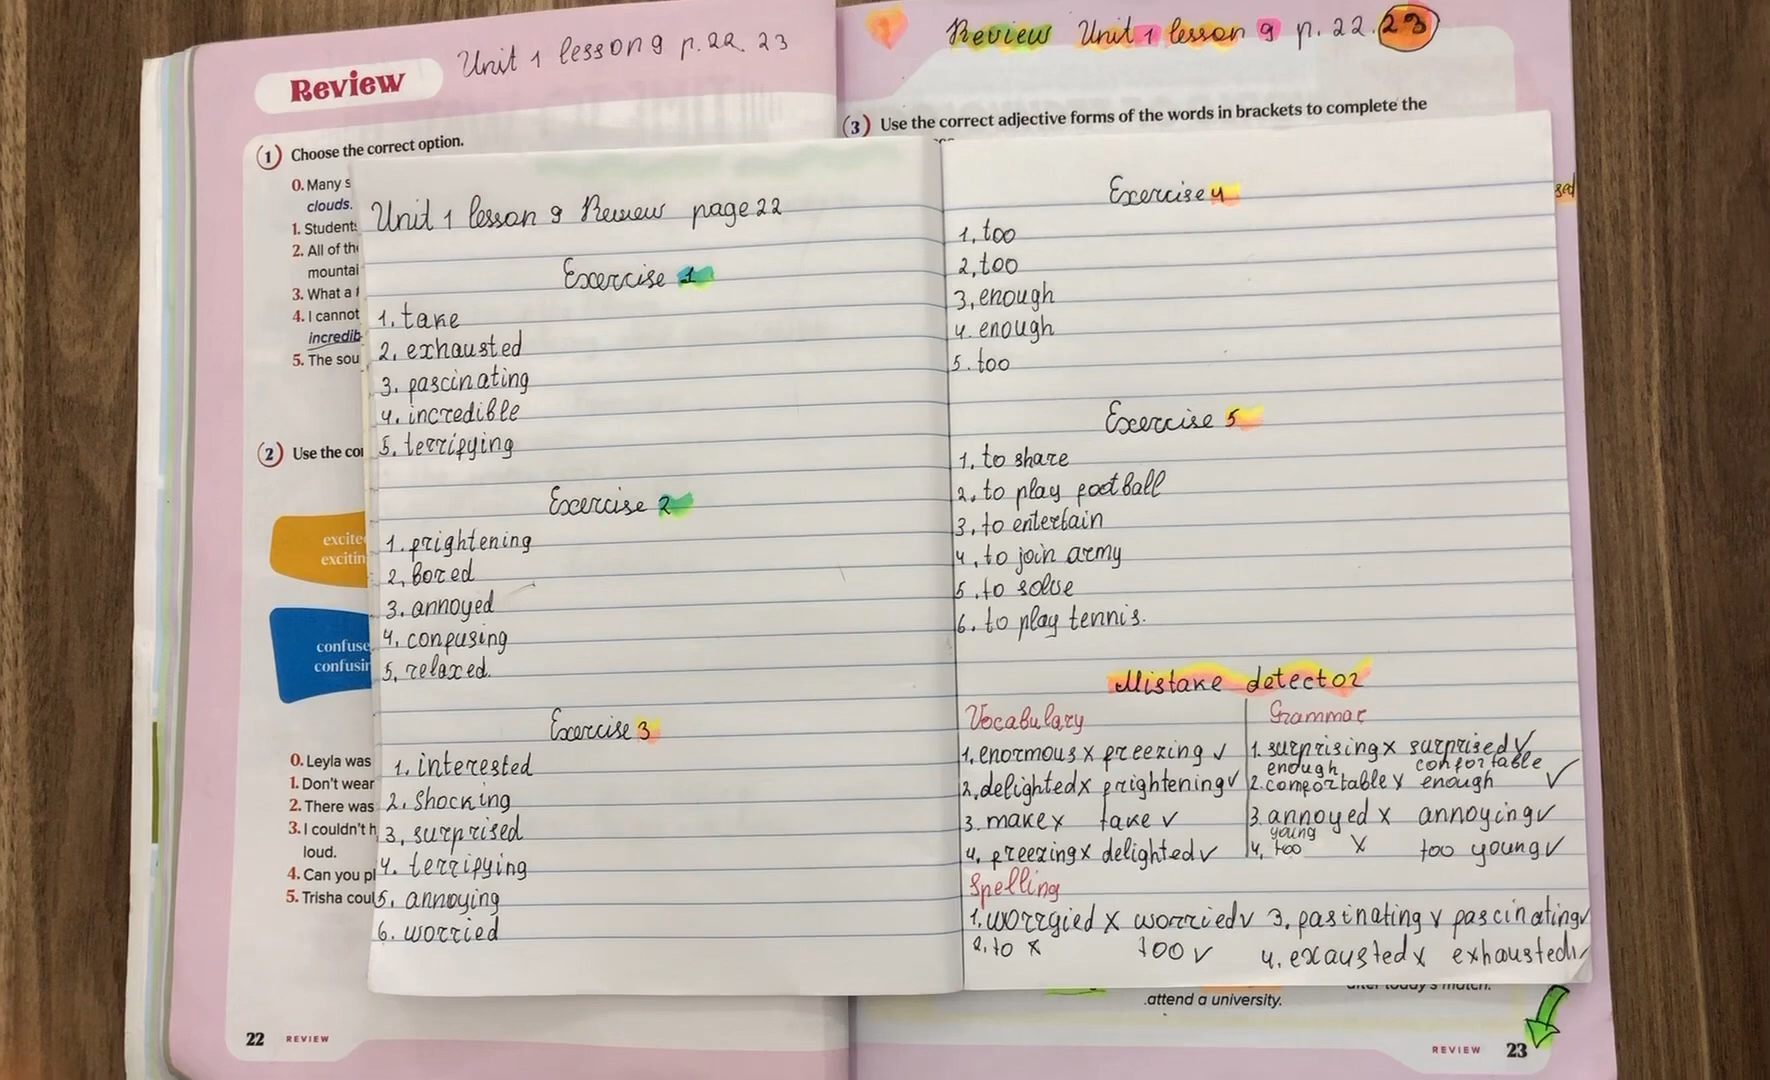 Unit 1 lesson 9 p.22. 23
Review
1 Choose the correct option.
0. Many s
clouds.
1. Student
2. All of th
mountai
3. What a
4. I cannot
incredib
5. The sou
2 Use the co
excite
exciting
confuse
confusin
0. Leyla was
1. Don't wear
2. There was
3. I couldn't h
loud.
4. Can you pl
5. Trisha coul
22 REVIEW
Unit 1 lesson 9 Review page 22
Exercise 1
1. take
2. exhausted
3. fascinating
4. incredible
5. terrifying
Exercise 2
1. frightening
2. bored
3. annoyed
4. confusing
5. relaxed.
Exercise 3
1. interested
2. shocking
3, surprised
4. terrifying
5. annoying
6. worried
Review Unit 1 lesson 9 p. 22. 23
3 Use the correct adjective forms of the words in brackets to complete the
Exercise 4
1, too
2, too
3, enough
4. enough
5. too
Exercise 5
1. to share
2. to play football
3. to entertain
4, to join army
5. to solve
6. to play tennis.
Mistake detector
Vocabulary
1. enormous x freezing ✓
2. delighted x frightening ✓
3. make x take ✓
4. freezing x delighted ✓
Grammar
1. surprising x surprised ✓
enough comfortable
2. comfortable x enough ✓
3. annoyed x annoying ✓
young
4. too x too young ✓
Spelling
1. worrgied x worried ✓ 3. fasinating x fascinating ✓
2. to x too ✓ 4. exausted x exhausted ✓
after today's match.
attend a university.
REVIEW 23